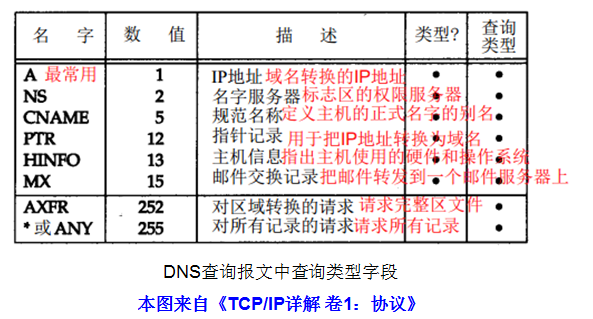 名 字 数 值 描 述 类型? 查询类型
A 最常用 1 IP地址 域名转换的IP地址 • •
NS 2 名字服务器 标志区的权限服务器 • •
CNAME 5 规范名称 定义主机的正式名字的别名 • •
PTR 12 指针记录 用于把IP地址转换为域名 • •
HINFO 13 主机信息 指出主机使用的硬件和操作系统 • •
MX 15 邮件交换记录 把邮件转发到一个邮件服务器上 • •
AXFR 252 对区域转换的请求 请求完整区文件 •
*或ANY 255 对所有记录的请求 请求所有记录 •
DNS查询报文中查询类型字段
本图来自《TCP/IP详解 卷1：协议》